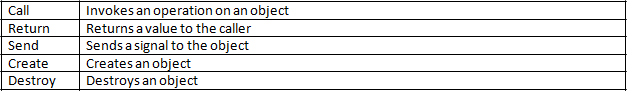 Call Invokes an operation on an object
Return Returns a value to the caller
Send Sends a signal to the object
Create Creates an object
Destroy Destroys an object